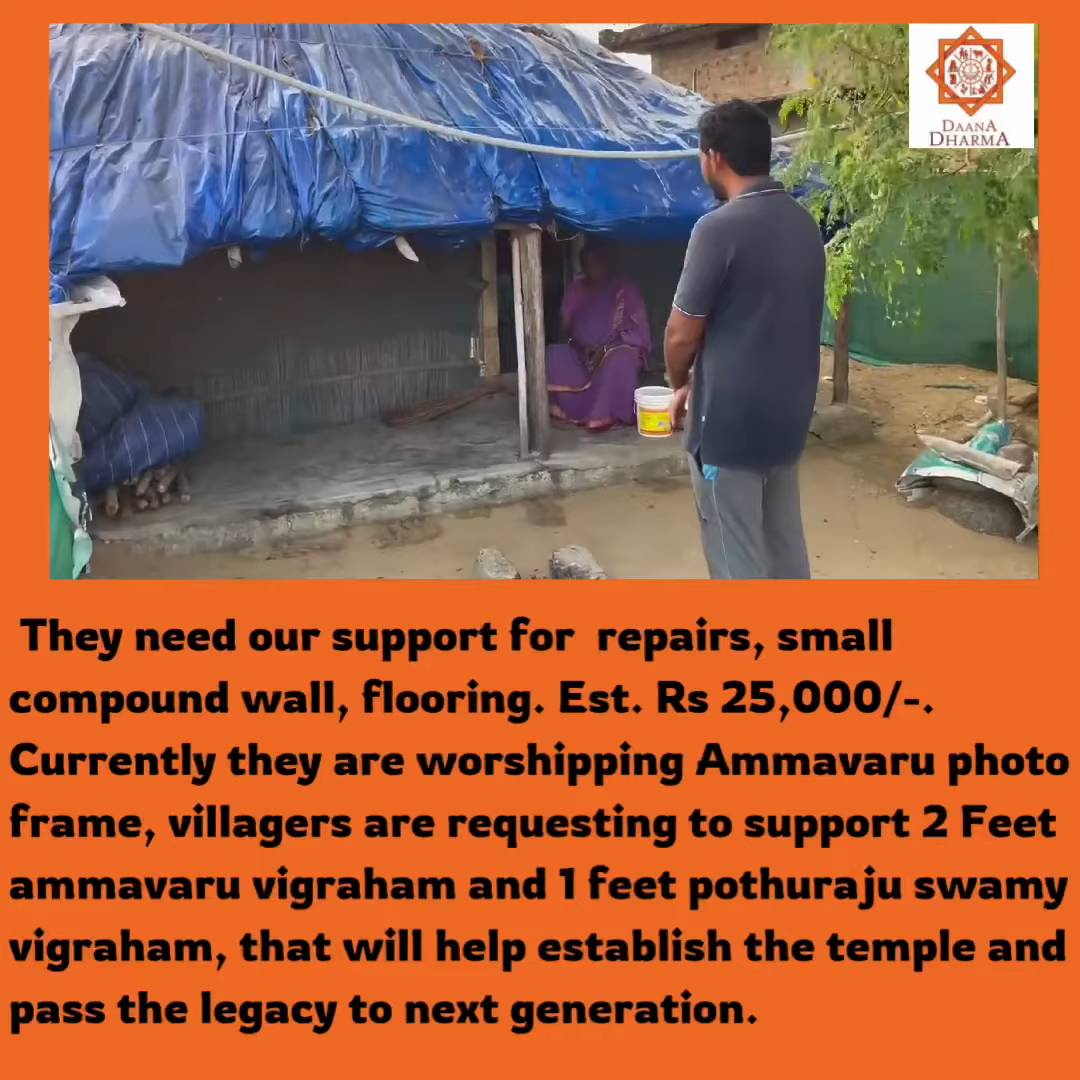 DAANA
DHARMA
They need our support for repairs, small
compound wall, flooring. Est. Rs 25,000/-.
Currently they are worshipping Ammavaru photo
frame, villagers are requesting to support 2 Feet
ammavaru vigraham and 1 feet pothuraju swamy
vigraham, that will help establish the temple and
pass the legacy to next generation.